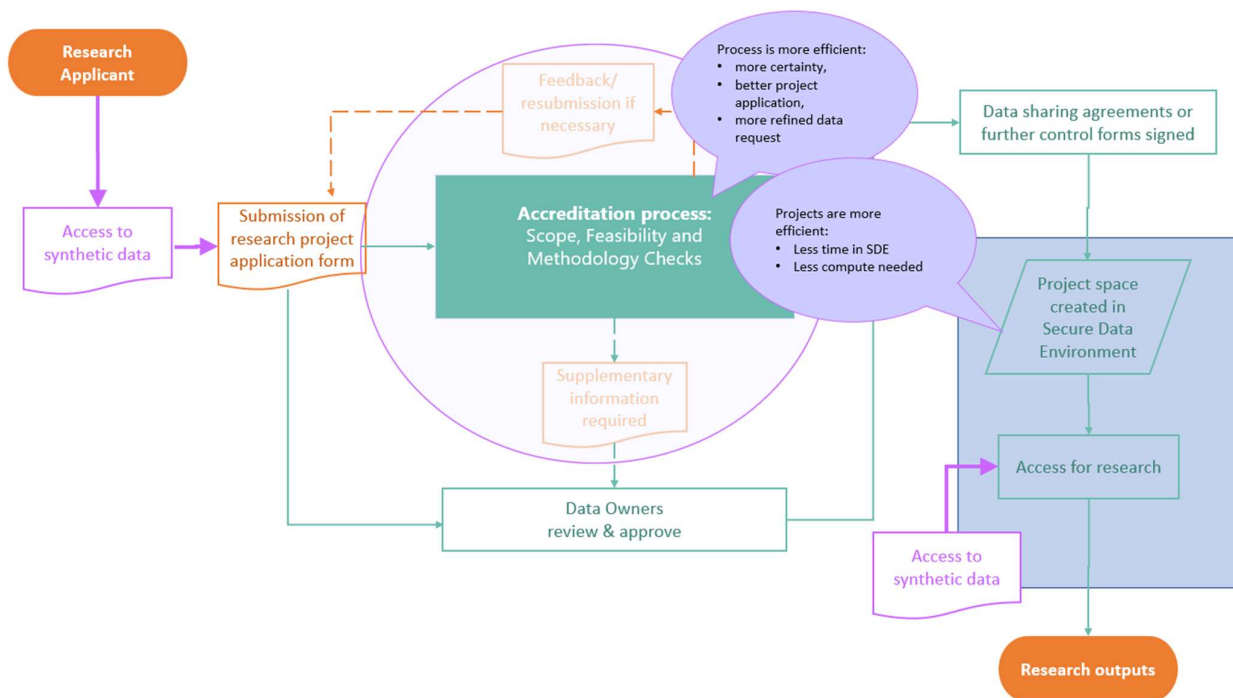 Research
Applicant
Access to
synthetic data
Submission of
research project
application form
Feedback/
resubmission if
necessary
Accreditation process:
Scope, Feasibility and
Methodology Checks
Supplementary
information
required
Data Owners
review & approve
Process is more efficient:
• more certainty,
• better project
application,
• more refined data
request
Projects are more
efficient:
• Less time in SDE
• Less compute needed
Data sharing agreements or
further control forms signed
Project space
created in
Secure Data
Environment
Access for research
Access to
synthetic data
Research outputs